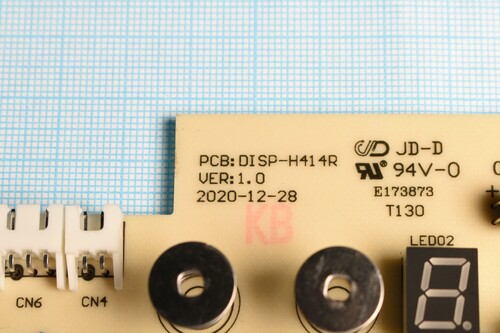 PCB:DISP-H414R
VER:1.0
2020-12-28
KB
JD-D
94V-0
E173873
T130
LED02
CN6
CN4